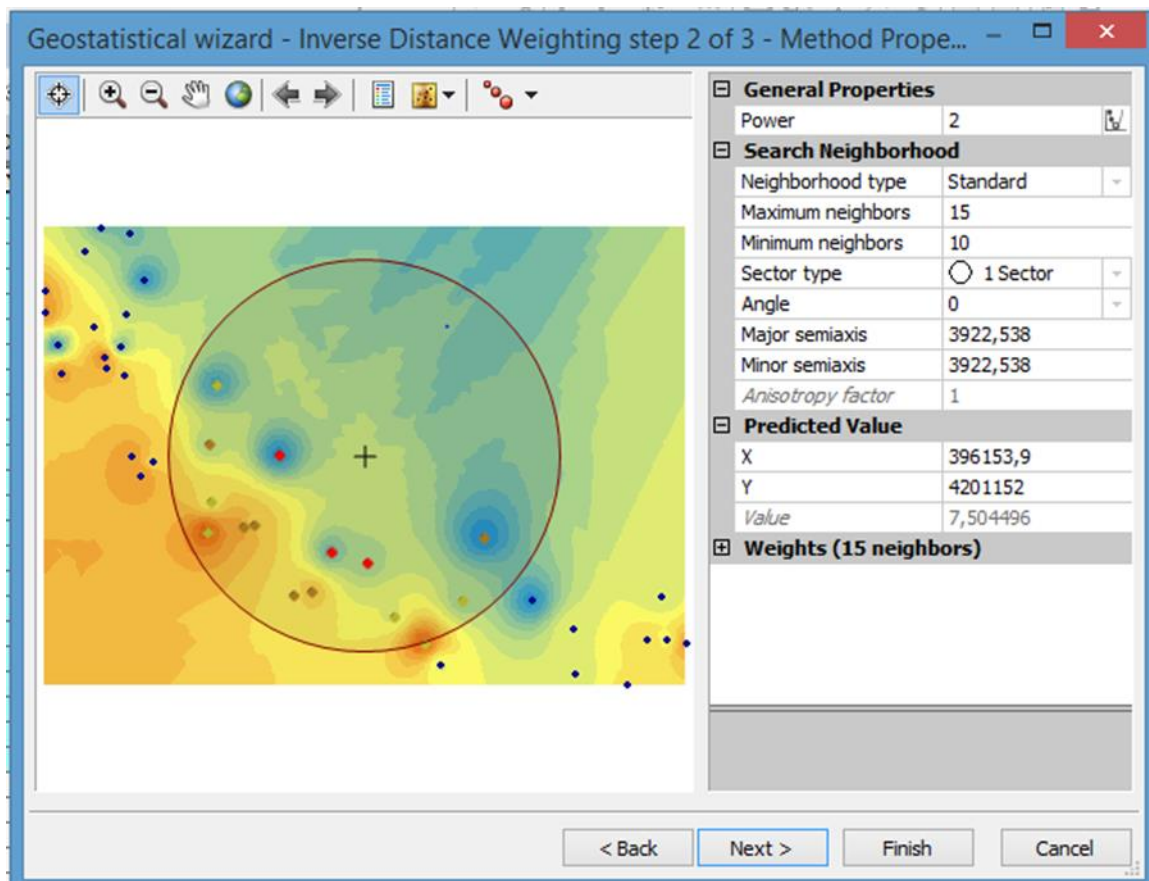 Geostatistical wizard - Inverse Distance Weighting step 2 of 3 - Method Prope...
General Properties
Power 2
Search Neighborhood
Neighborhood type Standard
Maximum neighbors 15
Minimum neighbors 10
Sector type 1 Sector
Angle 0
Major semiaxis 3922,538
Minor semiaxis 3922,538
Anisotropy factor 1
Predicted Value
X 396153,9
Y 4201152
Value 7,504496
Weights (15 neighbors)
< Back Next > Finish Cancel